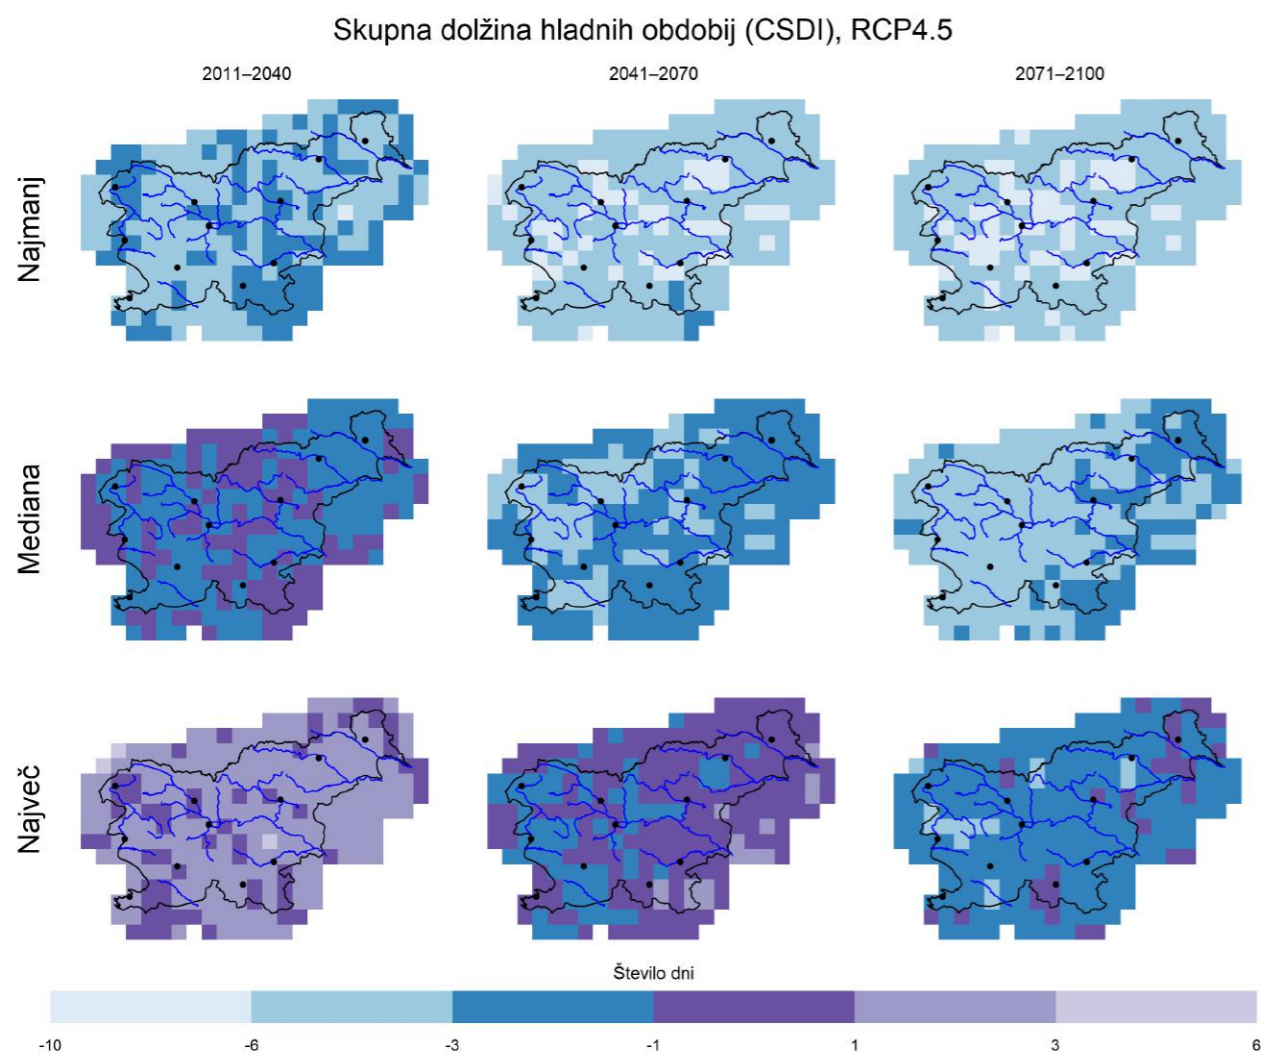 Skupna dolžina hladnih obdobij (CSDI), RCP4.5
2011–2040 2041–2070 2071–2100
Najmanj
Mediana
Največ
Število dni
-10 -6 -3 -1 1 3 6